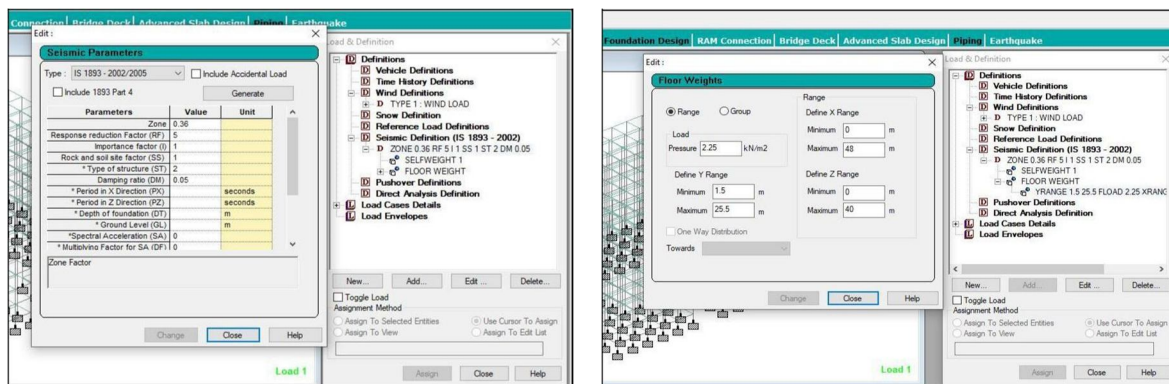 Connection Bridge Deck Advanced Slab Design Piping Earthquake
Edit :
Seismic Parameters
Type : IS 1893 - 2002/2005 Include Accidental Load
Include 1893 Part 4 Generate
Parameters Value Unit
Zone 0.36
Response reduction Factor (RF) 5
Importance factor (I) 1
Rock and soil site factor (SS) 1
* Type of structure (ST) 2
Damping ratio (DM) 0.05
* Period in X Direction (PX) seconds
* Period in Z Direction (PZ) seconds
* Depth of foundation (DT) m
* Ground Level (GL) m
*Spectral Acceleration (SA) 0
* Multiplying Factor for SA (DF) 0
Zone Factor
Change Close Help
Load & Definition
Definitions
Vehicle Definitions
Time History Definitions
Wind Definitions
TYPE 1 : WIND LOAD
Snow Definition
Reference Load Definitions
Seismic Definition (IS 1893 - 2002)
ZONE 0.36 RF 5 I 1 SS 1 ST 2 DM 0.05
SELFWEIGHT 1
FLOOR WEIGHT
Pushover Definitions
Direct Analysis Definition
Load Cases Details
Load Envelopes
New... Add... Edit ... Delete...
Toggle Load
Assignment Method
Assign To Selected Entities Use Cursor To Assign
Assign To View Assign To Edit List
Assign Close Help
Load 1
Foundation Design RAM Connection Bridge Deck Advanced Slab Design Piping Earthquake
Edit :
Floor Weights
Range Group
Load
Pressure 2.25 kN/m2
Define Y Range
Minimum 1.5 m
Maximum 25.5 m
One Way Distribution
Towards
Range
Define X Range
Minimum 0 m
Maximum 48 m
Define Z Range
Minimum 0 m
Maximum 40 m
Change Close Help
Load & Definition
Definitions
Vehicle Definitions
Time History Definitions
Wind Definitions
TYPE 1 : WIND LOAD
Snow Definition
Reference Load Definitions
Seismic Definition (IS 1893 - 2002)
ZONE 0.36 RF 5 I 1 SS 1 ST 2 DM 0.05
SELFWEIGHT 1
FLOOR WEIGHT
YRANGE 1.5 25.5 FLOAD 2.25 XRANG
Pushover Definitions
Direct Analysis Definition
Load Cases Details
Load Envelopes
New... Add... Edit ... Delete...
Toggle Load
Assignment Method
Assign To Selected Entities Use Cursor To Assign
Assign To View Assign To Edit List
Assign Close Help
Load 1